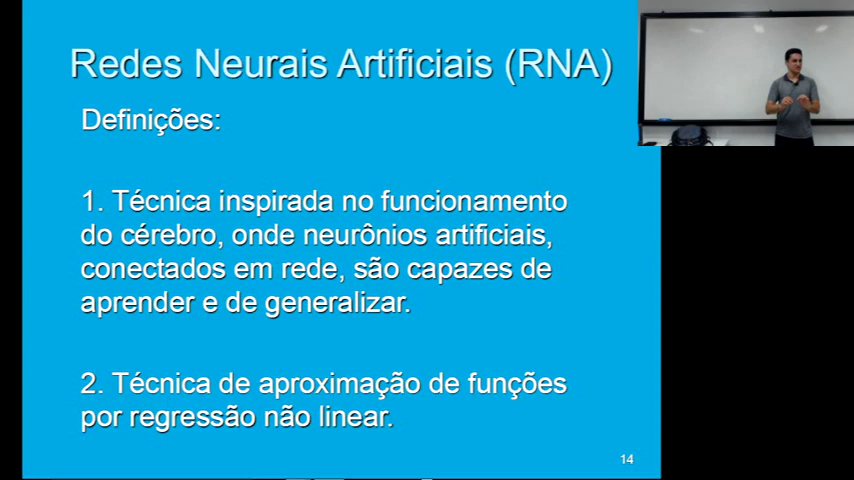 Redes Neurais Artificiais (RNA)
Definições:
1. Técnica inspirada no funcionamento
do cérebro, onde neurônios artificiais,
conectados em rede, são capazes de
aprender e de generalizar.
2. Técnica de aproximação de funções
por regressão não linear.
14